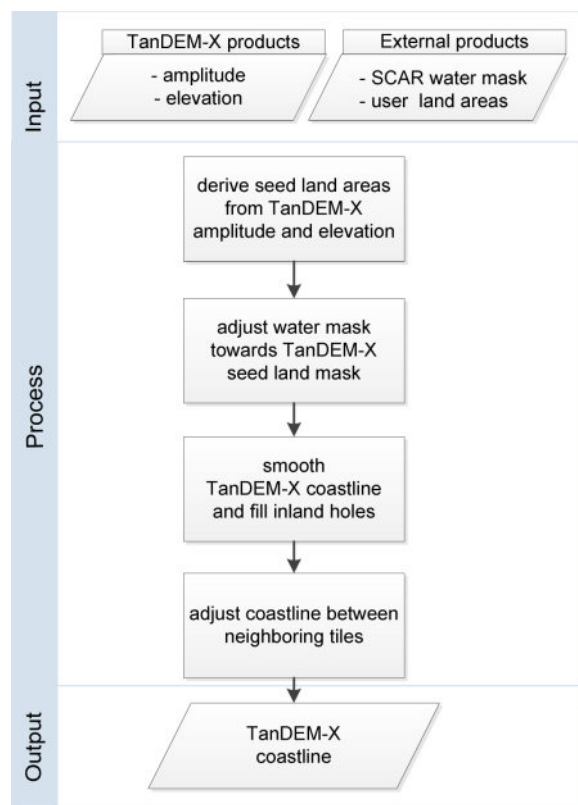 Input
TanDEM-X products
- amplitude
- elevation
External products
- SCAR water mask
- user land areas
Process
derive seed land areas
from TanDEM-X
amplitude and elevation
adjust water mask
towards TanDEM-X
seed land mask
smooth
TanDEM-X coastline
and fill inland holes
adjust coastline between
neighboring tiles
Output
TanDEM-X
coastline